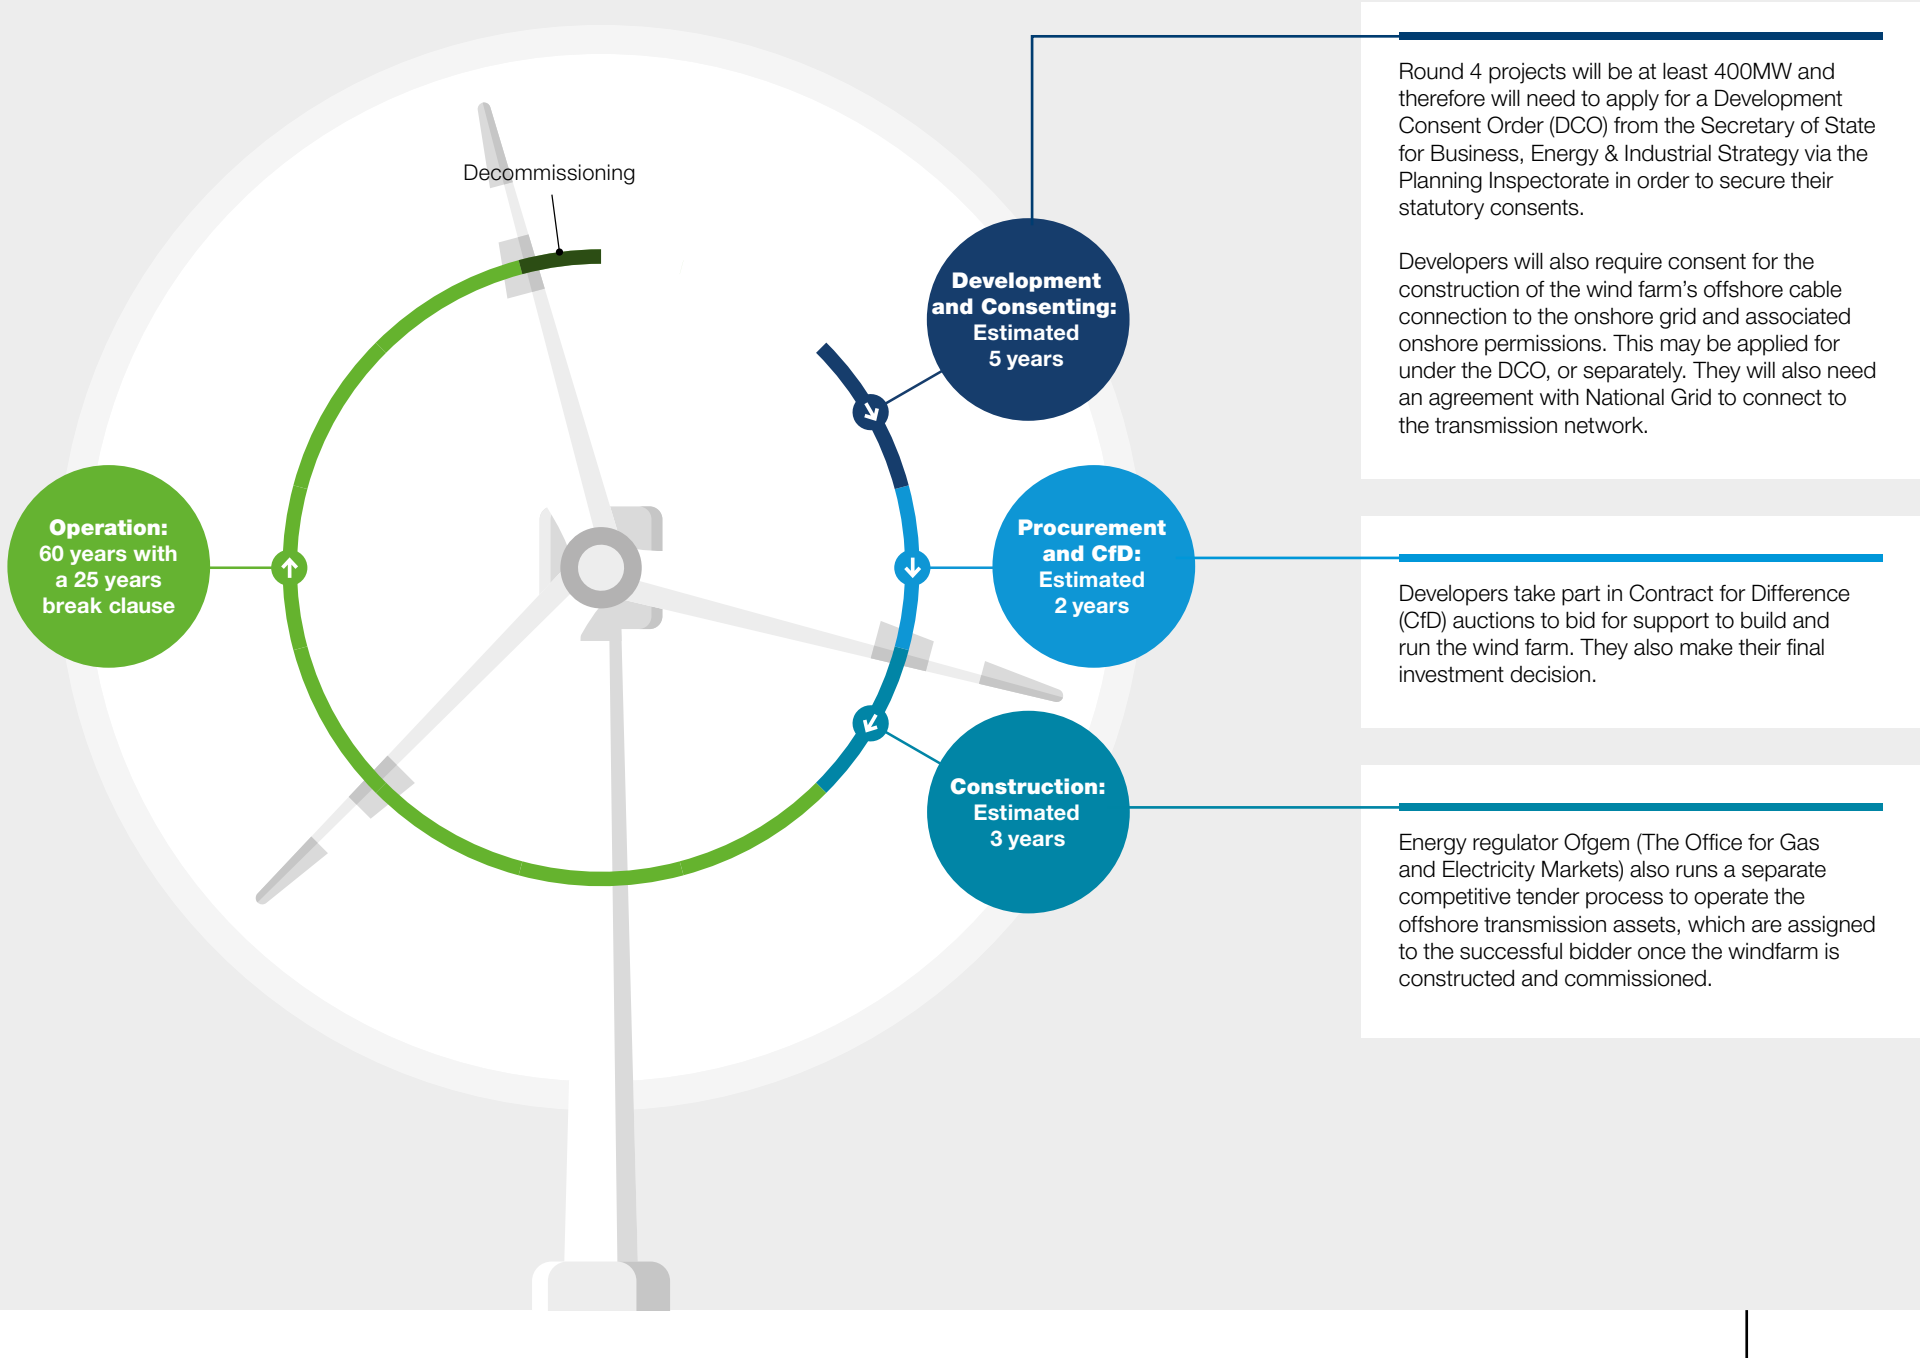 Decommissioning
Development
and Consenting:
Estimated
5 years
Procurement
and CfD:
Estimated
2 years
Construction:
Estimated
3 years
Operation:
60 years with
a 25 years
break clause
Round 4 projects will be at least 400MW and
therefore will need to apply for a Development
Consent Order (DCO) from the Secretary of State
for Business, Energy & Industrial Strategy via the
Planning Inspectorate in order to secure their
statutory consents.
Developers will also require consent for the
construction of the wind farm’s offshore cable
connection to the onshore grid and associated
onshore permissions. This may be applied for
under the DCO, or separately. They will also need
an agreement with National Grid to connect to
the transmission network.
Developers take part in Contract for Difference
(CfD) auctions to bid for support to build and
run the wind farm. They also make their final
investment decision.
Energy regulator Ofgem (The Office for Gas
and Electricity Markets) also runs a separate
competitive tender process to operate the
offshore transmission assets, which are assigned
to the successful bidder once the windfarm is
constructed and commissioned.